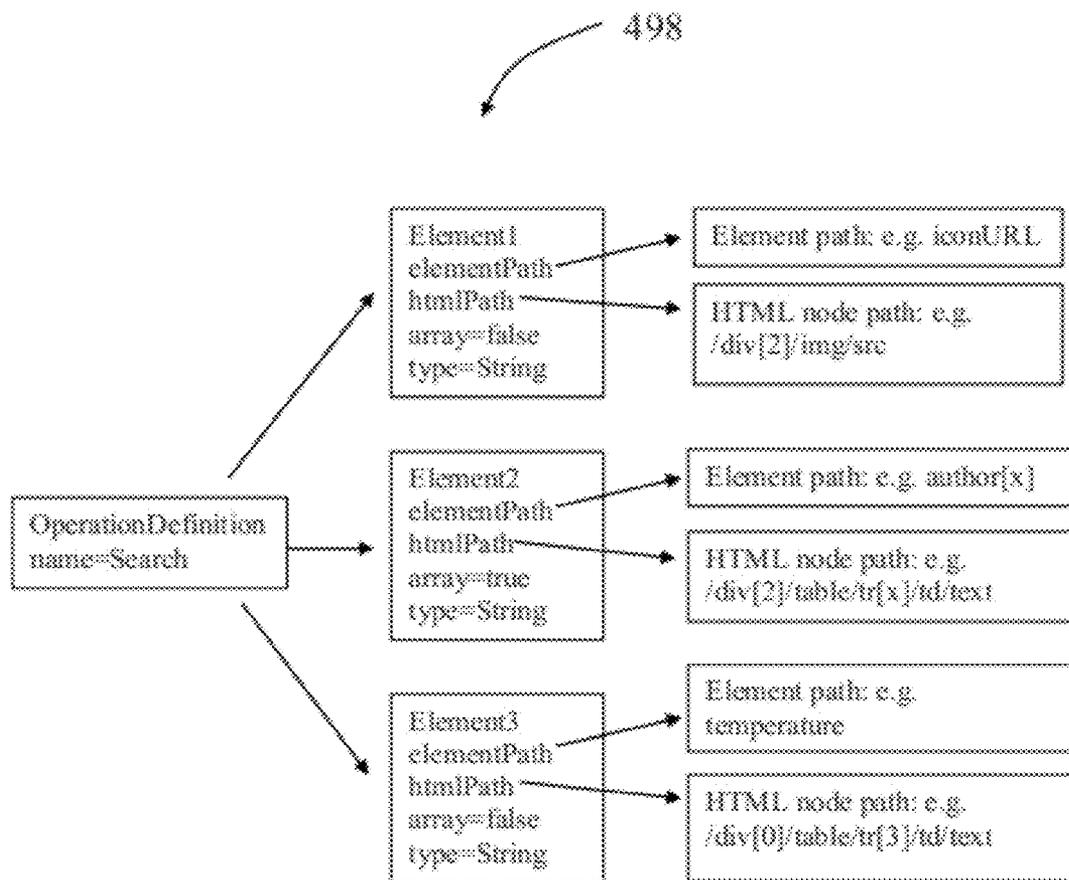 498
Element1
elementPath
htmlPath
array=false
type=String
Element path: e.g. iconURL
HTML node path: e.g.
/div[2]/img/src
OperationDefinition
name=Search
Element2
elementPath
htmlPath
array=true
type=String
Element path: e.g. author[x]
HTML node path: e.g.
/div[2]/table/tr[x]/td/text
Element3
elementPath
htmlPath
array=false
type=String
Element path: e.g.
temperature
HTML node path: e.g.
/div[0]/table/tr[3]/td/text